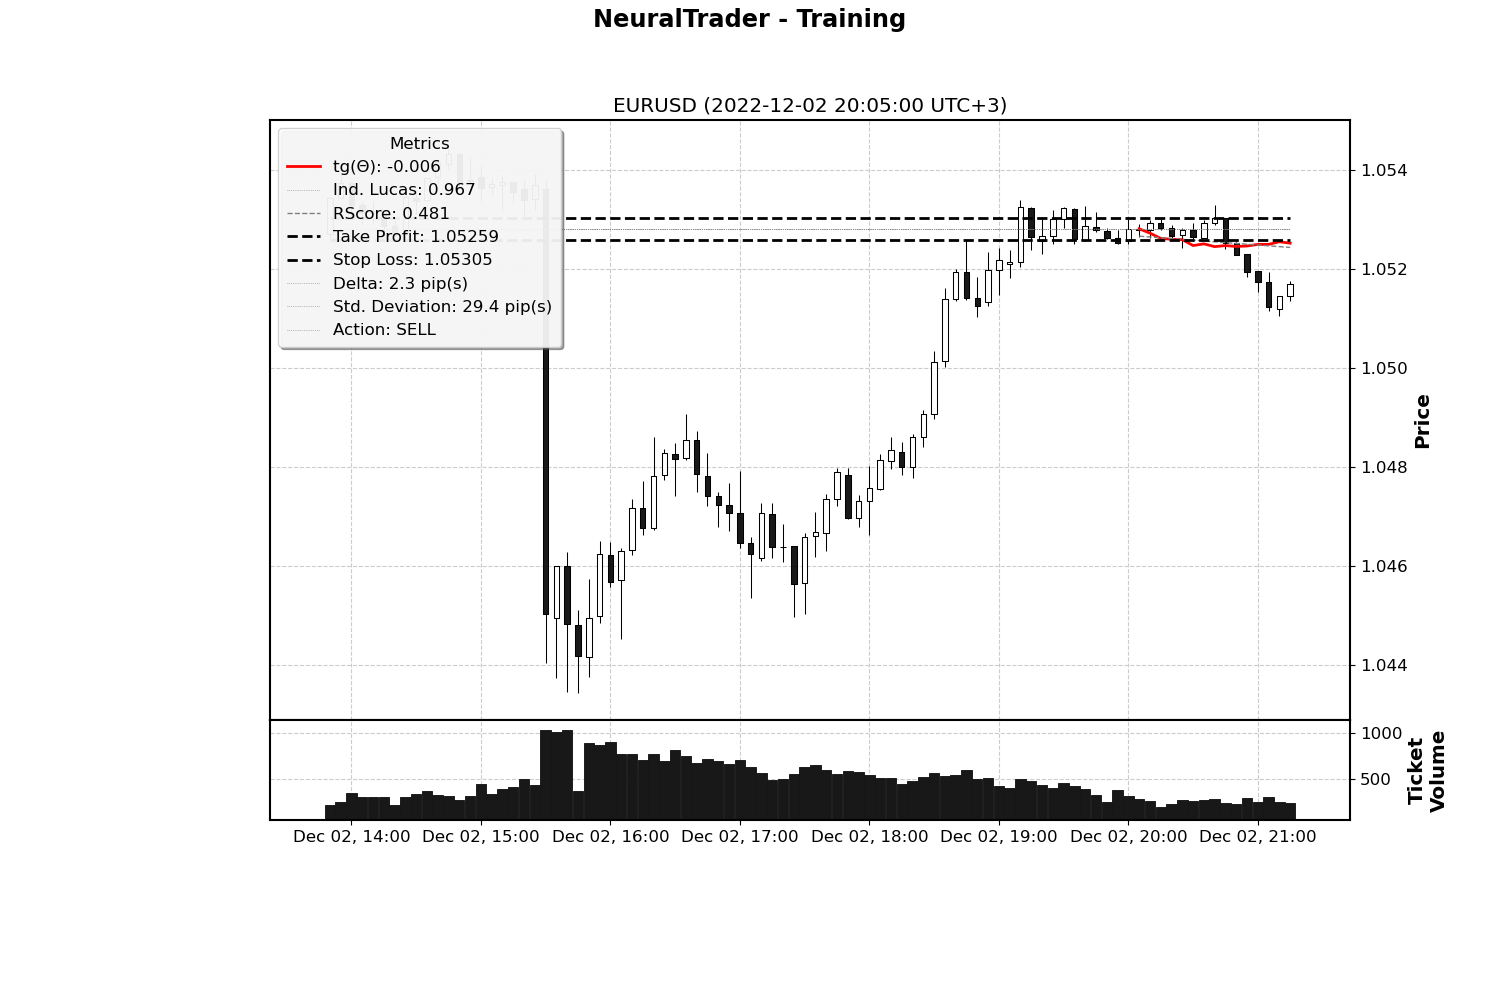 NeuralTrader - Training
EURUSD (2022-12-02 20:05:00 UTC+3)
Metrics
tg(Θ): -0.006
Ind. Lucas: 0.967
RScore: 0.481
Take Profit: 1.05259
Stop Loss: 1.05305
Delta: 2.3 pip(s)
Std. Deviation: 29.4 pip(s)
Action: SELL
1.054
1.052
1.050
1.048
1.046
1.044
Price
1000
500
Ticket
Volume
Dec 02, 14:00 Dec 02, 15:00 Dec 02, 16:00 Dec 02, 17:00 Dec 02, 18:00 Dec 02, 19:00 Dec 02, 20:00 Dec 02, 21:00